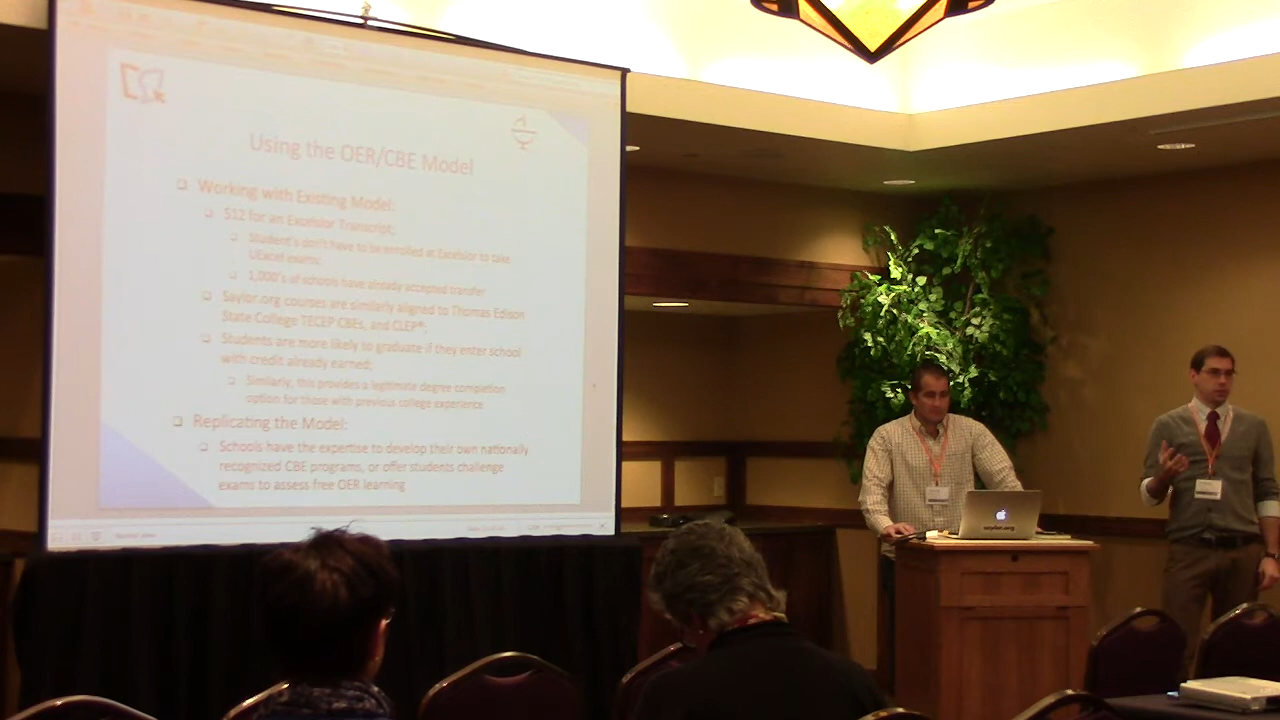 Using the OER/CBE Model
Working with Existing Model:
$12 for an Excelsior Transcript;
Student's don't have to be enrolled at Excelsior to take
UExcel exams
1,000's of schools have already accepted transfer
Saylor.org courses are similarly aligned to Thomas Edison
State College TECEP CBEs, and CLEP®;
Students are more likely to graduate if they enter school
with credit already earned;
Similarly, this provides a legitimate degree completion
option for those with previous college experience
Replicating the Model:
Schools have the expertise to develop their own nationally
recognized CBE programs, or offer students challenge
exams to assess free OER learning
saylor.org